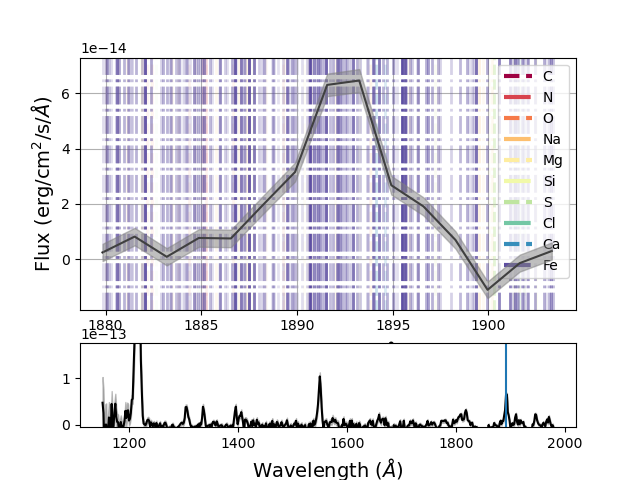 1e−14
Flux (erg/cm²/s/Å)
6
4
2
0
C
N
O
Na
Mg
Si
S
Cl
Ca
Fe
1880 1885 1890 1895 1900
1e−13
1
0
1200 1400 1600 1800 2000
Wavelength (Å)